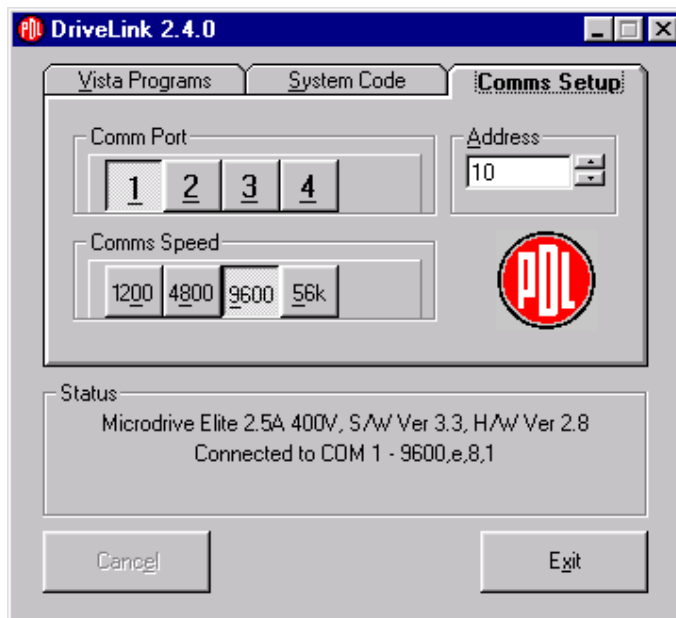 PDL DriveLink 2.4.0
Vista Programs System Code Comms Setup
Comm Port
1 2 3 4
Address
10
Comms Speed
1200 4800 9600 56k
PDL
Status
Microdrive Elite 2.5A 400V, S/W Ver 3.3, H/W Ver 2.8
Connected to COM 1 - 9600,e,8,1
Cancel Exit